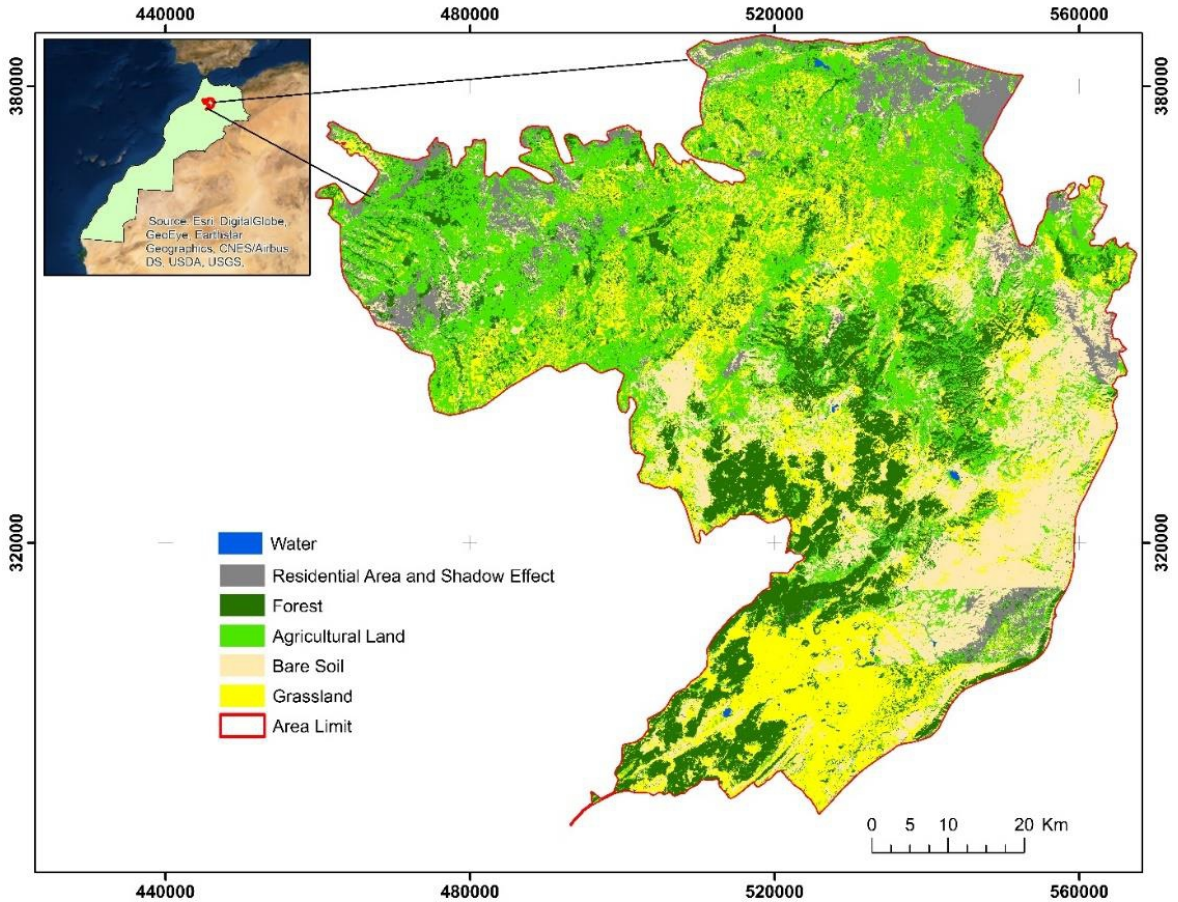 440000 480000 520000 560000
380000 380000
Source: Esri, DigitalGlobe,
GeoEye, Earthstar
Geographics, CNES/Airbus
DS, USDA, USGS,
Water
Residential Area and Shadow Effect
Forest
Agricultural Land
Bare Soil
Grassland
Area Limit
320000 320000
0 5 10 20 Km
440000 480000 520000 560000